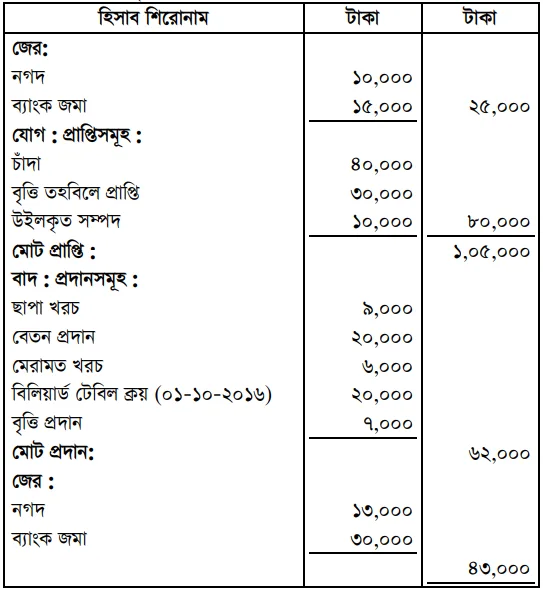 হিসাব শিরোনাম টাকা টাকা
জের:
নগদ ১০,০০০
ব্যাংক জমা ১৫,০০০ ২৫,০০০
যোগ : প্রাপ্তিসমূহ :
চাঁদা ৪০,০০০
বৃত্তি তহবিলে প্রাপ্তি ৩০,০০০
উইলকৃত সম্পদ ১০,০০০ ৮০,০০০
মোট প্রাপ্তি : ১,০৫,০০০
বাদ : প্রদানসমূহ :
ছাপা খরচ ৯,০০০
বেতন প্রদান ২০,০০০
মেরামত খরচ ৬,০০০
বিলিয়ার্ড টেবিল ক্রয় (০১-১০-২০১৬) ২০,০০০
বৃত্তি প্রদান ৭,০০০
মোট প্রদান: ৬২,০০০
জের :
নগদ ১৩,০০০
ব্যাংক জমা ৩০,০০০
৪৩,০০০